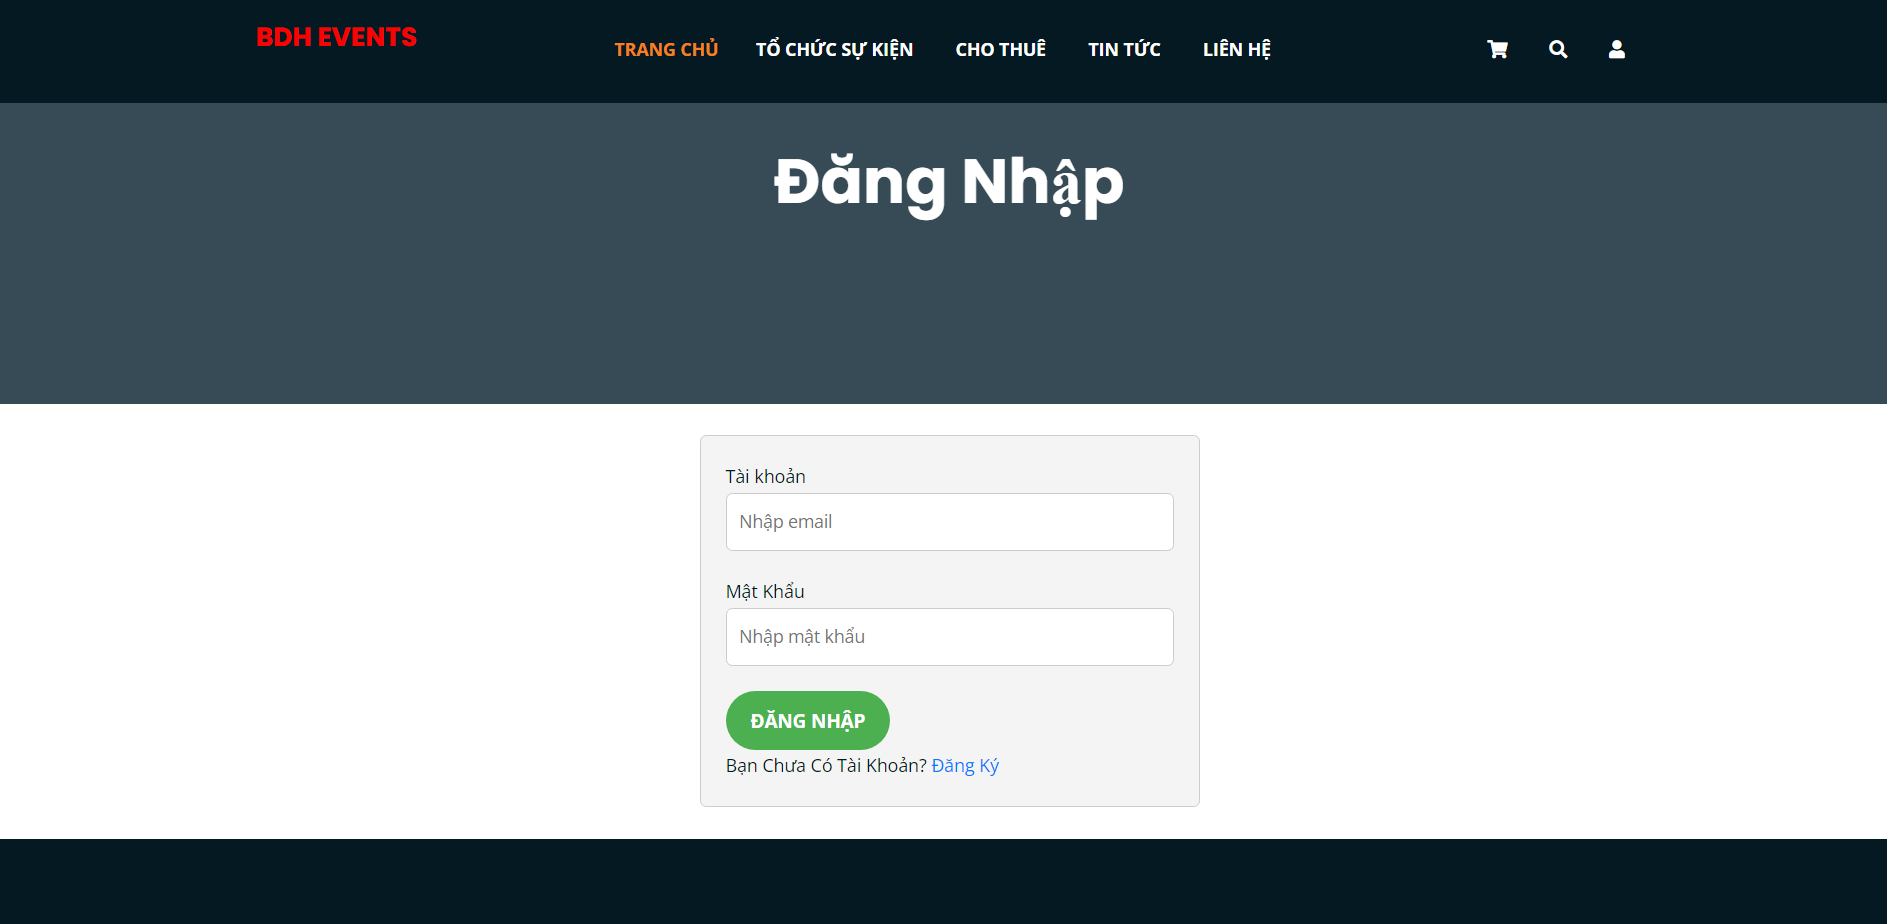 BDH EVENTS
TRANG CHỦ TỔ CHỨC SỰ KIỆN CHO THUÊ TIN TỨC LIÊN HỆ
Đăng Nhập
Tài khoản
Nhập email
Mật Khẩu
Nhập mật khẩu
ĐĂNG NHẬP
Bạn Chưa Có Tài Khoản? Đăng Ký